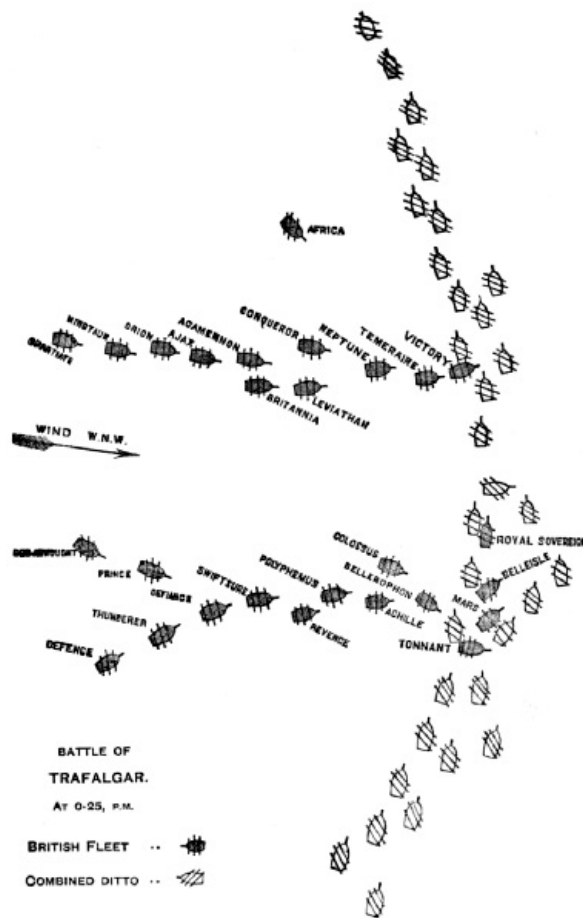 AFRICA
SPARTIATE
MINOTAUR
ORION
AJAX
AGAMEMNON
CONQUEROR
NEPTUNE
TEMERAIRE
VICTORY
BRITANNIA
LEVIATHAN
WIND W.N.W.
ROYAL SOVEREIGN
BELLEISLE
COLOSSUS
BELLEROPHON
MARS
PRINCE
DEFIANCE
SWIFTSURE
POLYPHEMUS
ACHILLE
REVENGE
THUNDERER
DEFENCE
TONNANT
BATTLE OF
TRAFALGAR.
AT 0-25, P.M.
BRITISH FLEET ..
COMBINED DITTO ..